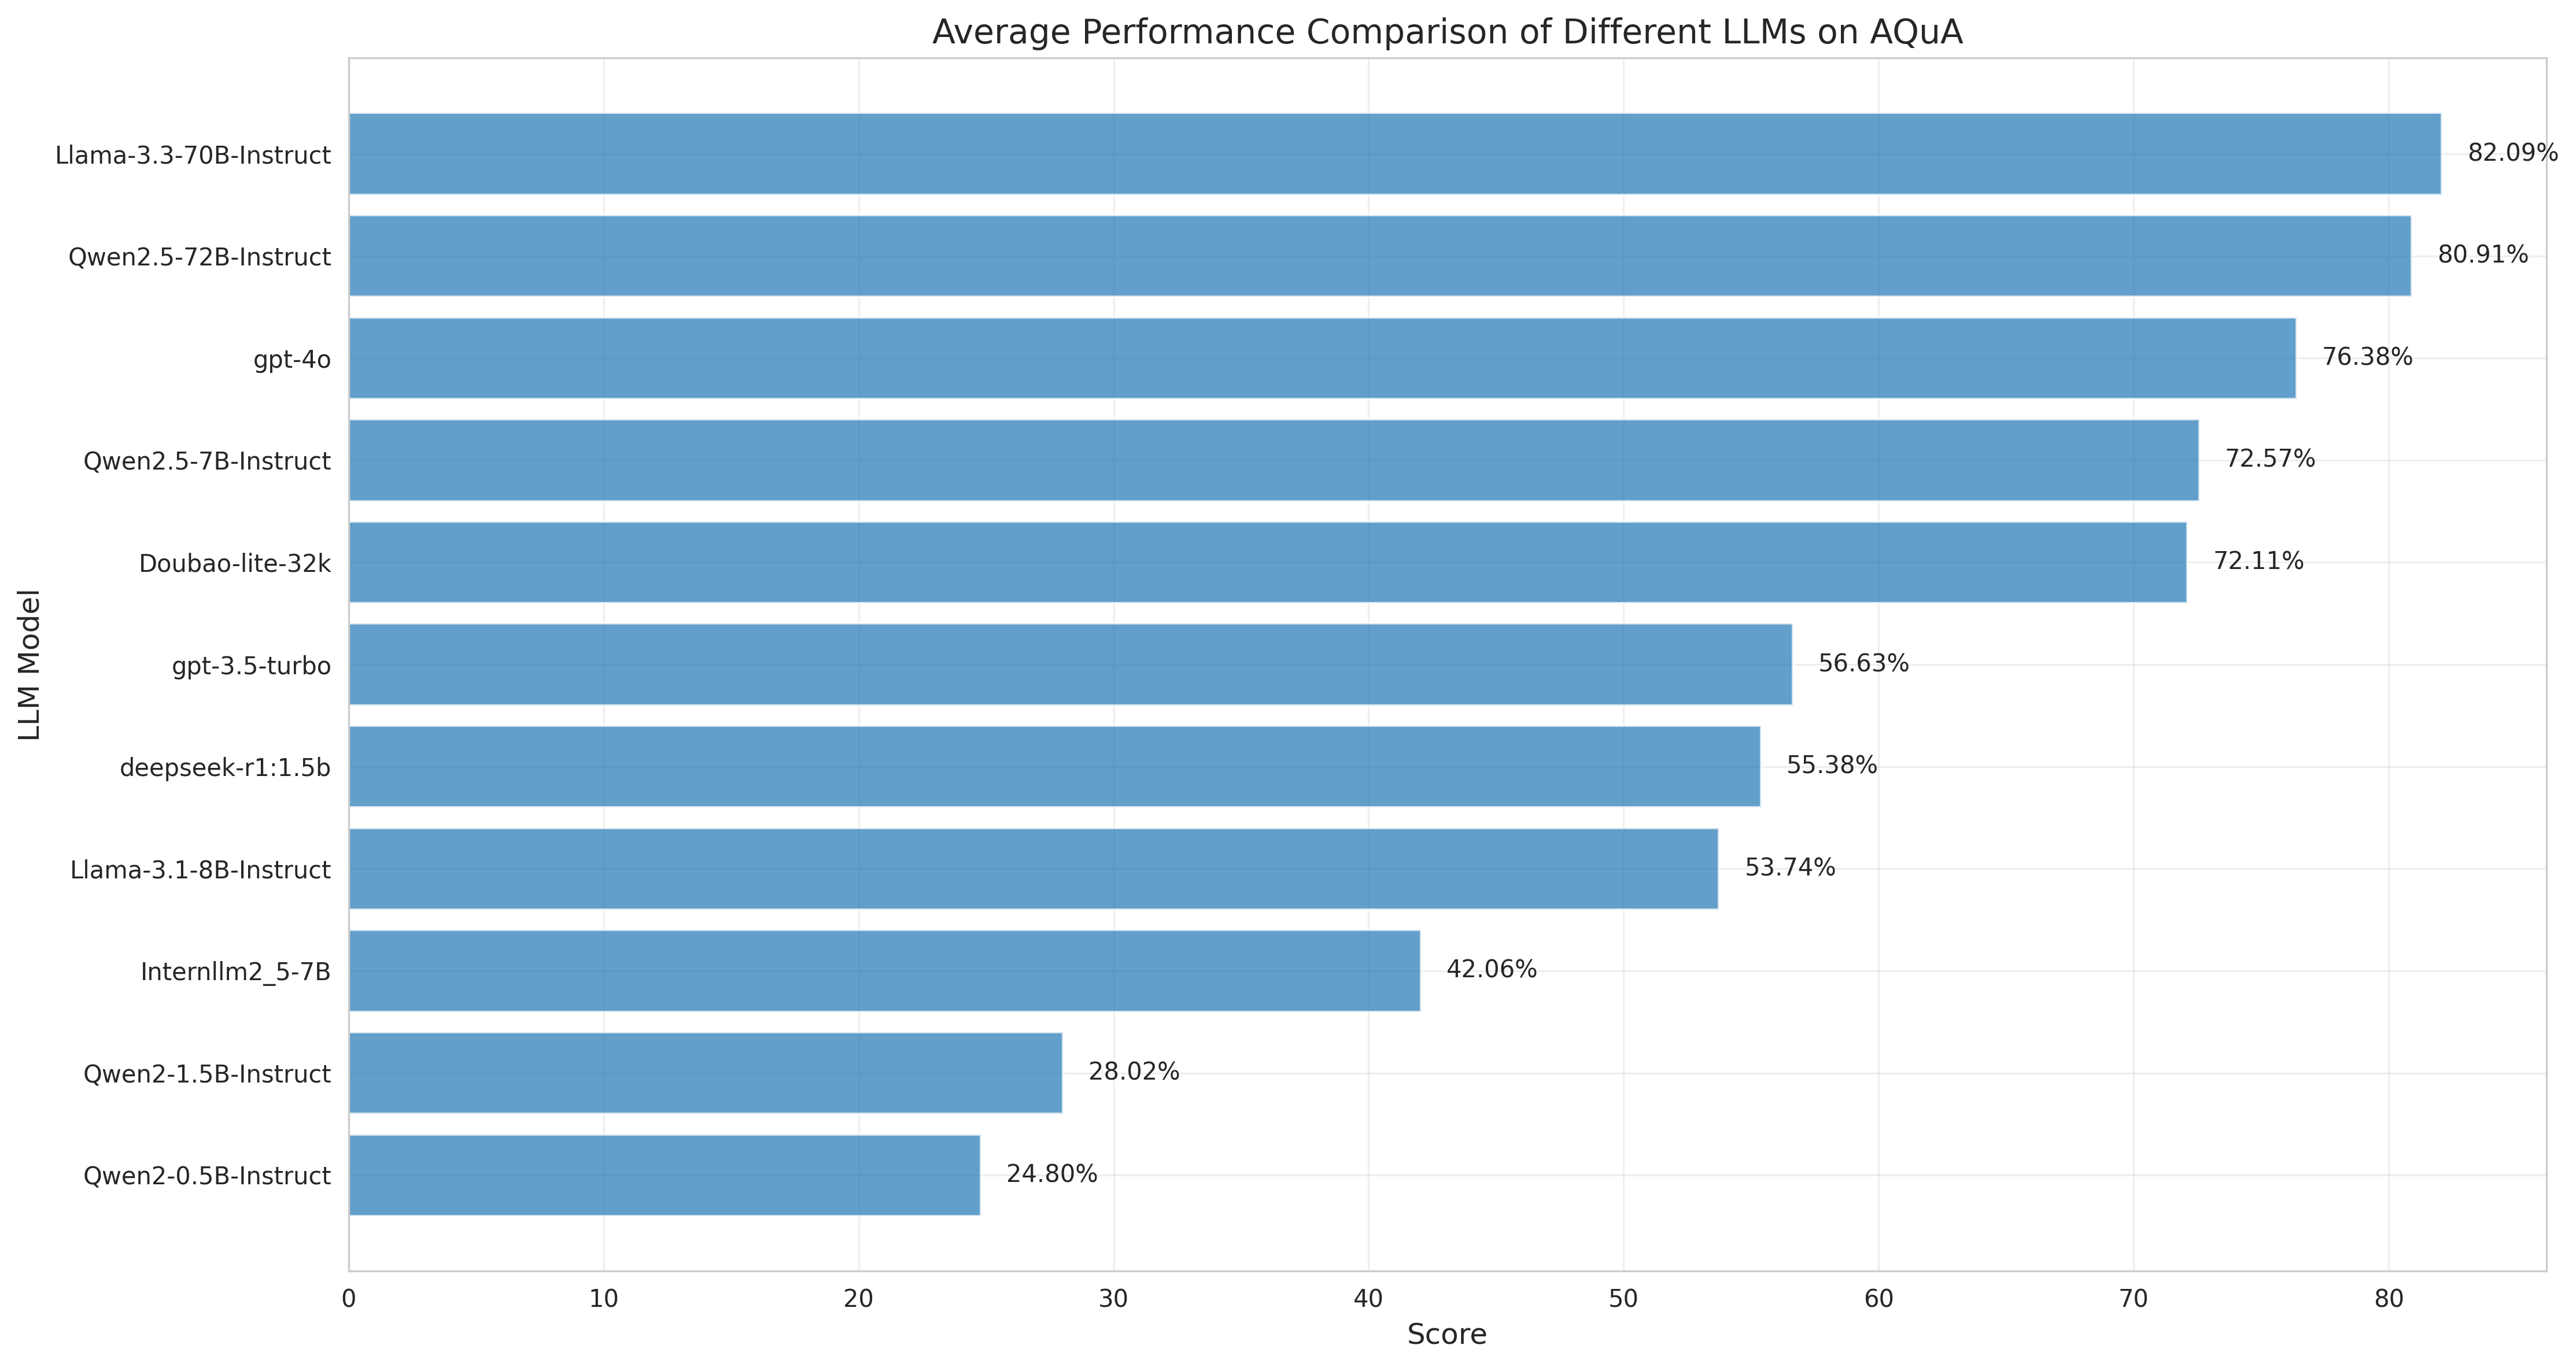 Average Performance Comparison of Different LLMs on AQuA
Llama-3.3-70B-Instruct 82.09%
Qwen2.5-72B-Instruct 80.91%
gpt-4o 76.38%
Qwen2.5-7B-Instruct 72.57%
Doubao-lite-32k 72.11%
gpt-3.5-turbo 56.63%
deepseek-r1:1.5b 55.38%
Llama-3.1-8B-Instruct 53.74%
Internllm2_5-7B 42.06%
Qwen2-1.5B-Instruct 28.02%
Qwen2-0.5B-Instruct 24.80%
LLM Model
0 10 20 30 40 50 60 70 80
Score